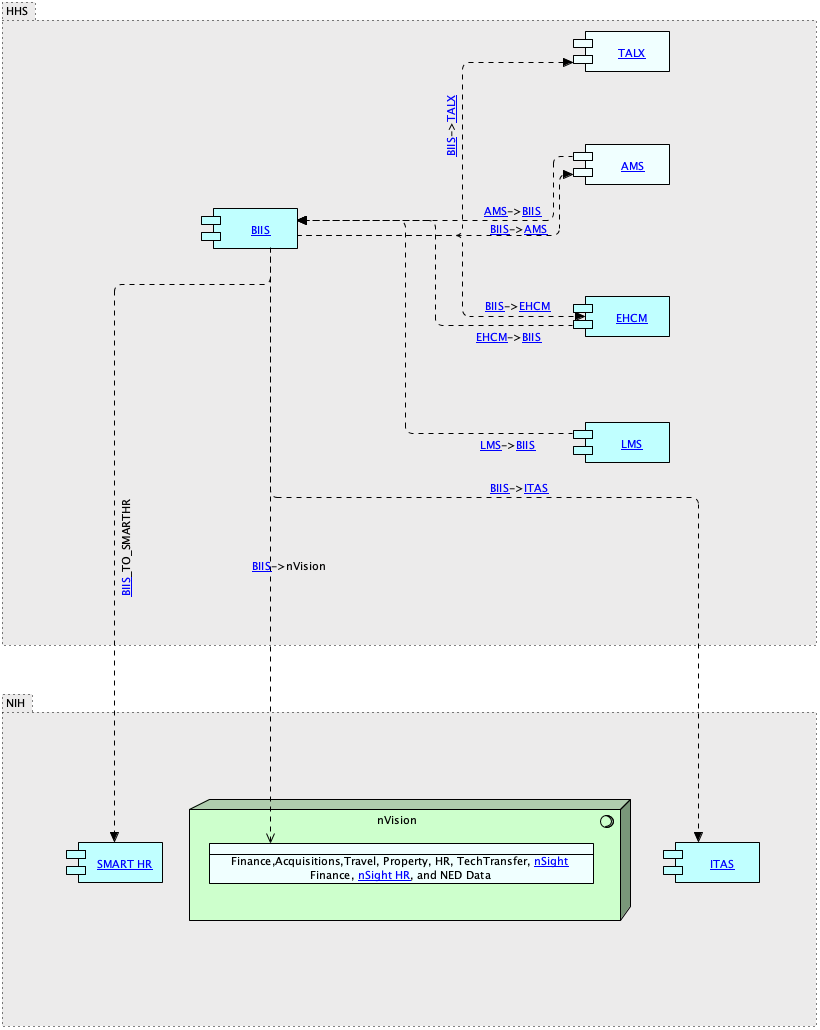 HHS
TALX
BIIS->TALX
AMS
AMS->BIIS
BIIS
BIIS->AMS
BIIS->EHCM
EHCM
EHCM->BIIS
LMS
LMS->BIIS
BIIS->ITAS
BIIS_TO_SMARTHR
BIIS->nVision
NIH
nVision
SMART HR
Finance,Acquisitions,Travel, Property, HR, TechTransfer, nSight
Finance, nSight HR, and NED Data
ITAS